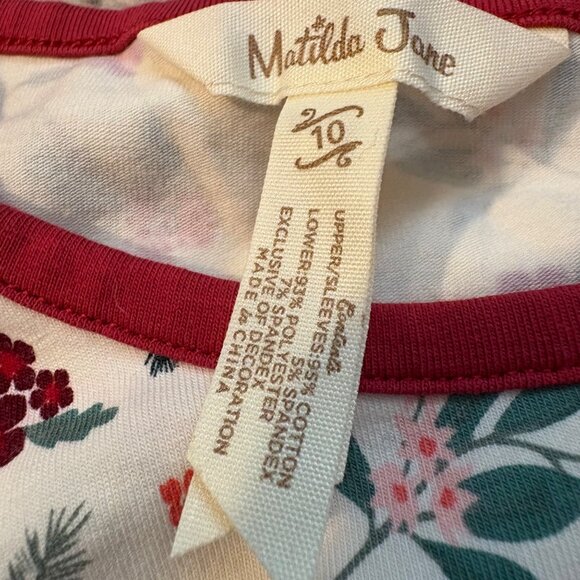 Matilda Jane
10
Contents
UPPER/SLEEVES:95% COTTON
5% SPANDEX
LOWER:93% POLYESTER
7% SPANDEX
EXCLUSIVE OF DECORATION
MADE in CHINA